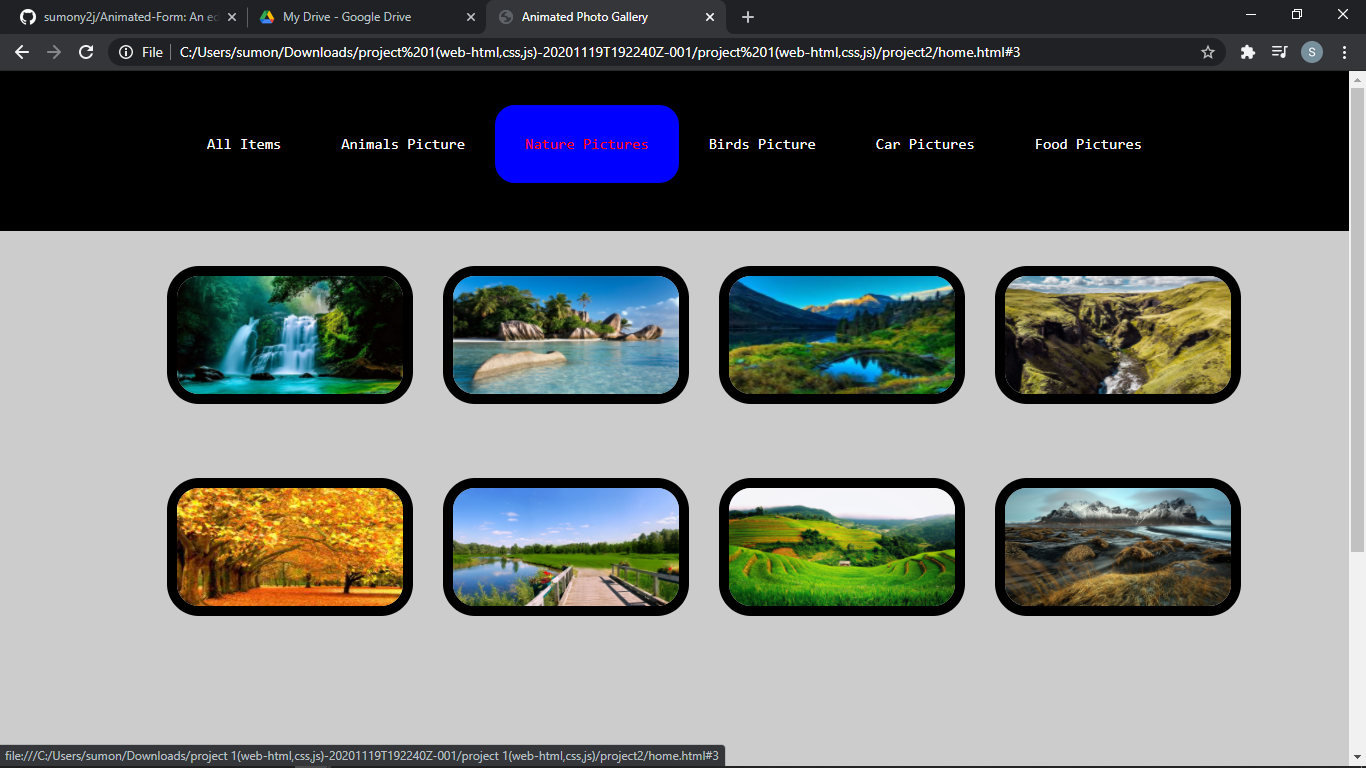 sumony2j/Animated-Form: An ed
My Drive - Google Drive
Animated Photo Gallery
File
C:/Users/sumon/Downloads/project%201(web-html,css,js)-20201119T192240Z-001/project%201(web-html,css,js)/project2/home.html#3
S
All Items
Animals Picture
Nature Pictures
Birds Picture
Car Pictures
Food Pictures
file:///C:/Users/sumon/Downloads/project 1(web-html,css,js)-20201119T192240Z-001/project 1(web-html,css,js)/project2/home.html#3